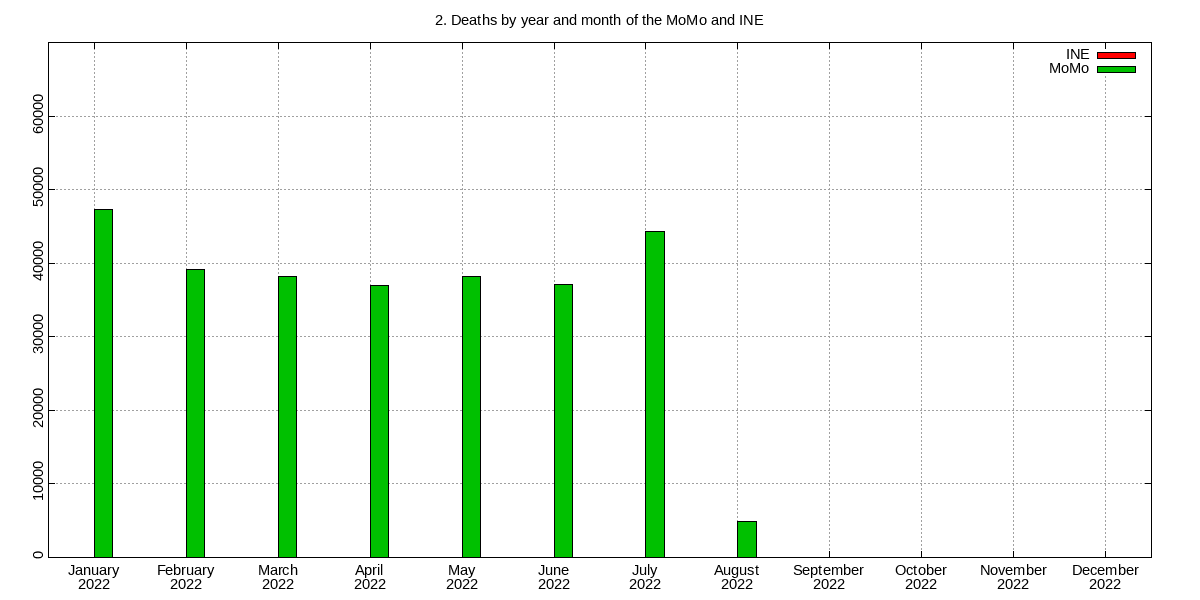 2. Deaths by year and month of the MoMo and INE
INE
MoMo
60000
50000
40000
30000
20000
10000
0
January February March April May June July August September October November December
2022 2022 2022 2022 2022 2022 2022 2022 2022 2022 2022 2022